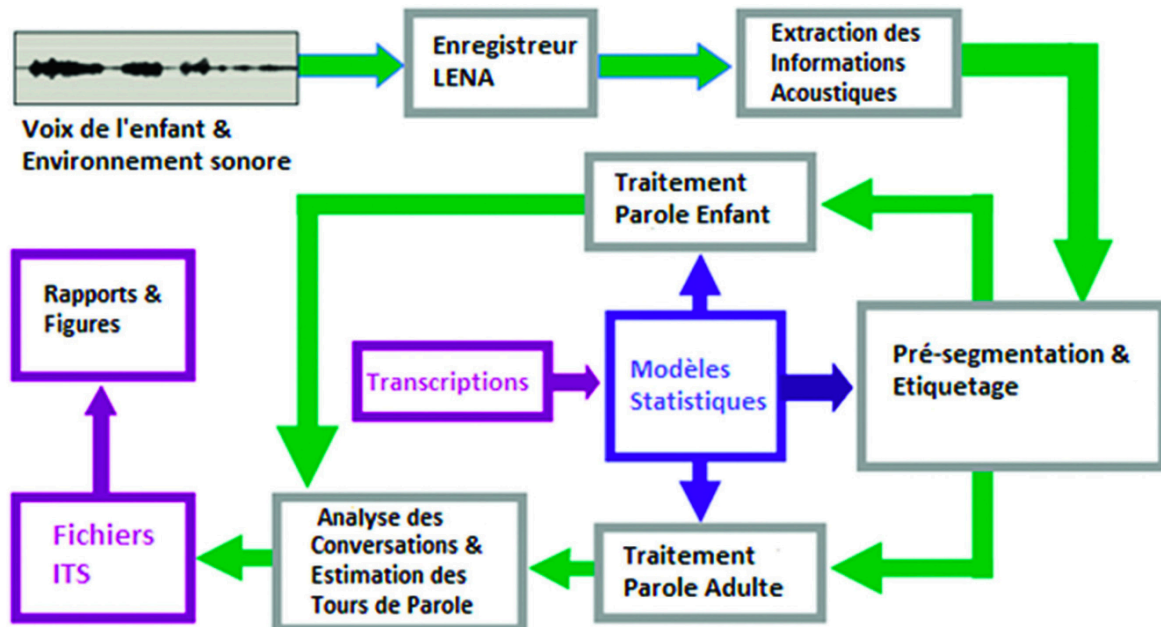 Voix de l'enfant &
Environnement sonore
Enregistreur
LENA
Extraction des
Informations
Acoustiques
Traitement
Parole Enfant
Rapports &
Figures
Transcriptions
Modèles
Statistiques
Pré-segmentation &
Etiquetage
Fichiers
ITS
Analyse des
Conversations &
Estimation des
Tours de Parole
Traitement
Parole Adulte